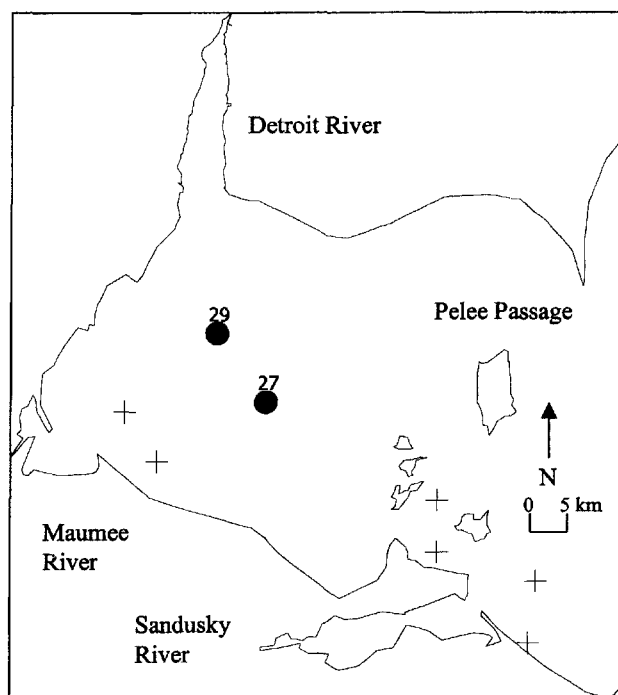 Detroit River
29
Pelee Passage
27
N
0 5 km
Maumee
River
Sandusky
River